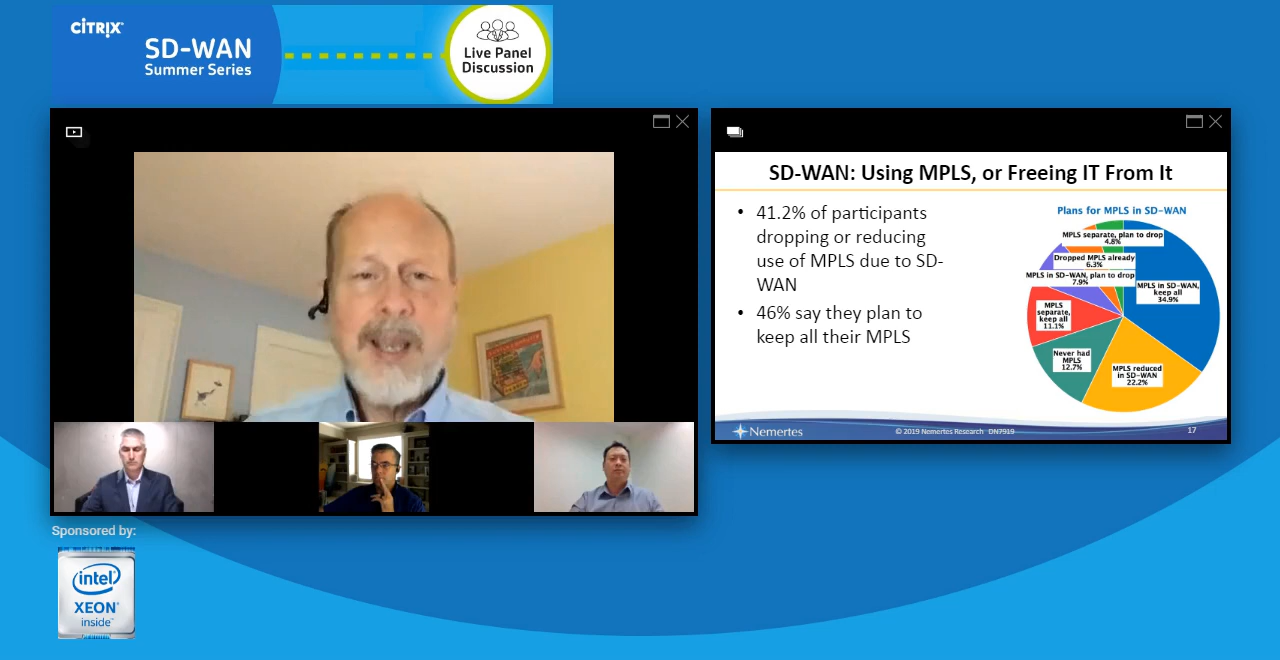 CİTRIX
SD-WAN
Summer Series
Live Panel
Discussion
SD-WAN: Using MPLS, or Freeing IT From It
• 41.2% of participants
dropping or reducing
use of MPLS due to SD-
WAN
• 46% say they plan to
keep all their MPLS
Plans for MPLS in SD-WAN
MPLS separate, plan to drop
4.8%
Dropped MPLS already
6.3%
MPLS in SD-WAN, plan to drop
7.9%
MPLS in SD-WAN,
keep all
34.9%
MPLS
separate,
keep all
11.1%
Never had
MPLS
12.7%
MPLS reduced
in SD-WAN
22.2%
Nemertes
© 2019 Nemertes Research DN7919
17
Sponsored by:
intel
XEON
inside